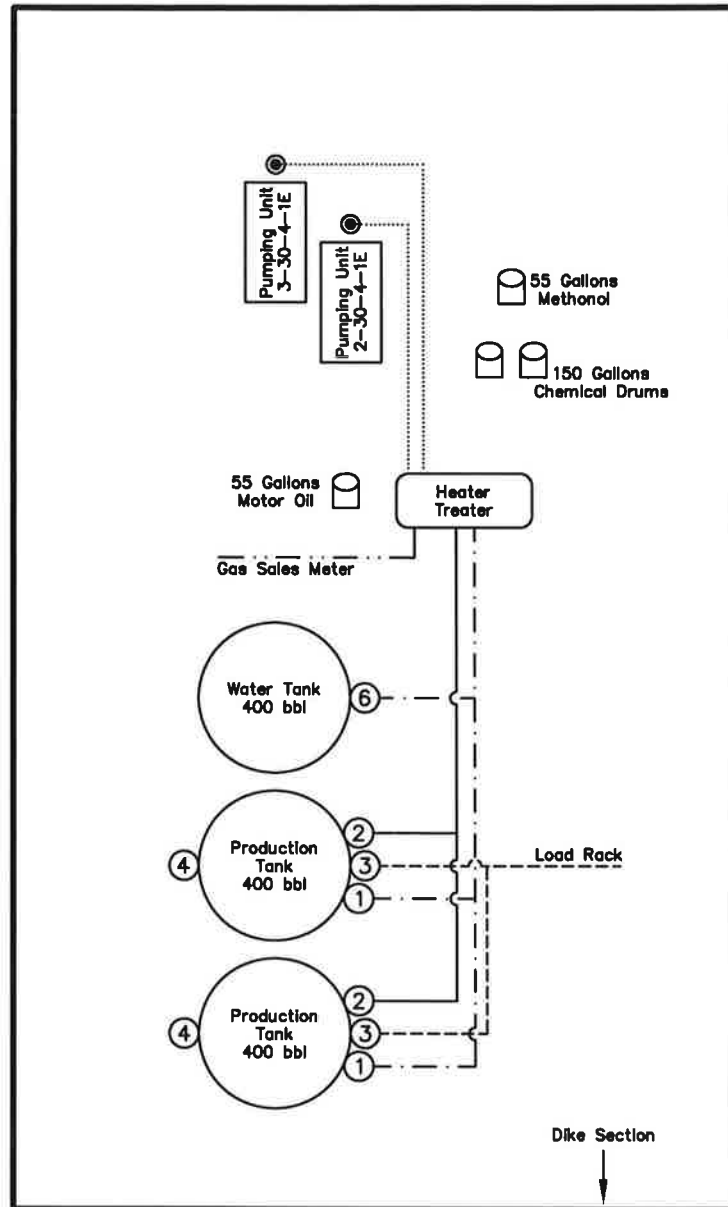 Pumping Unit
3-30-4-1E
Pumping Unit
2-30-4-1E
55 Gallons
Methonol
150 Gallons
Chemical Drums
55 Gallons
Motor Oil
Heater
Treater
Gas Sales Meter
Water Tank
400 bbl
6
2
4
Production
Tank
400 bbl
3
Load Rack
1
2
4
Production
Tank
400 bbl
3
1
Dike Section